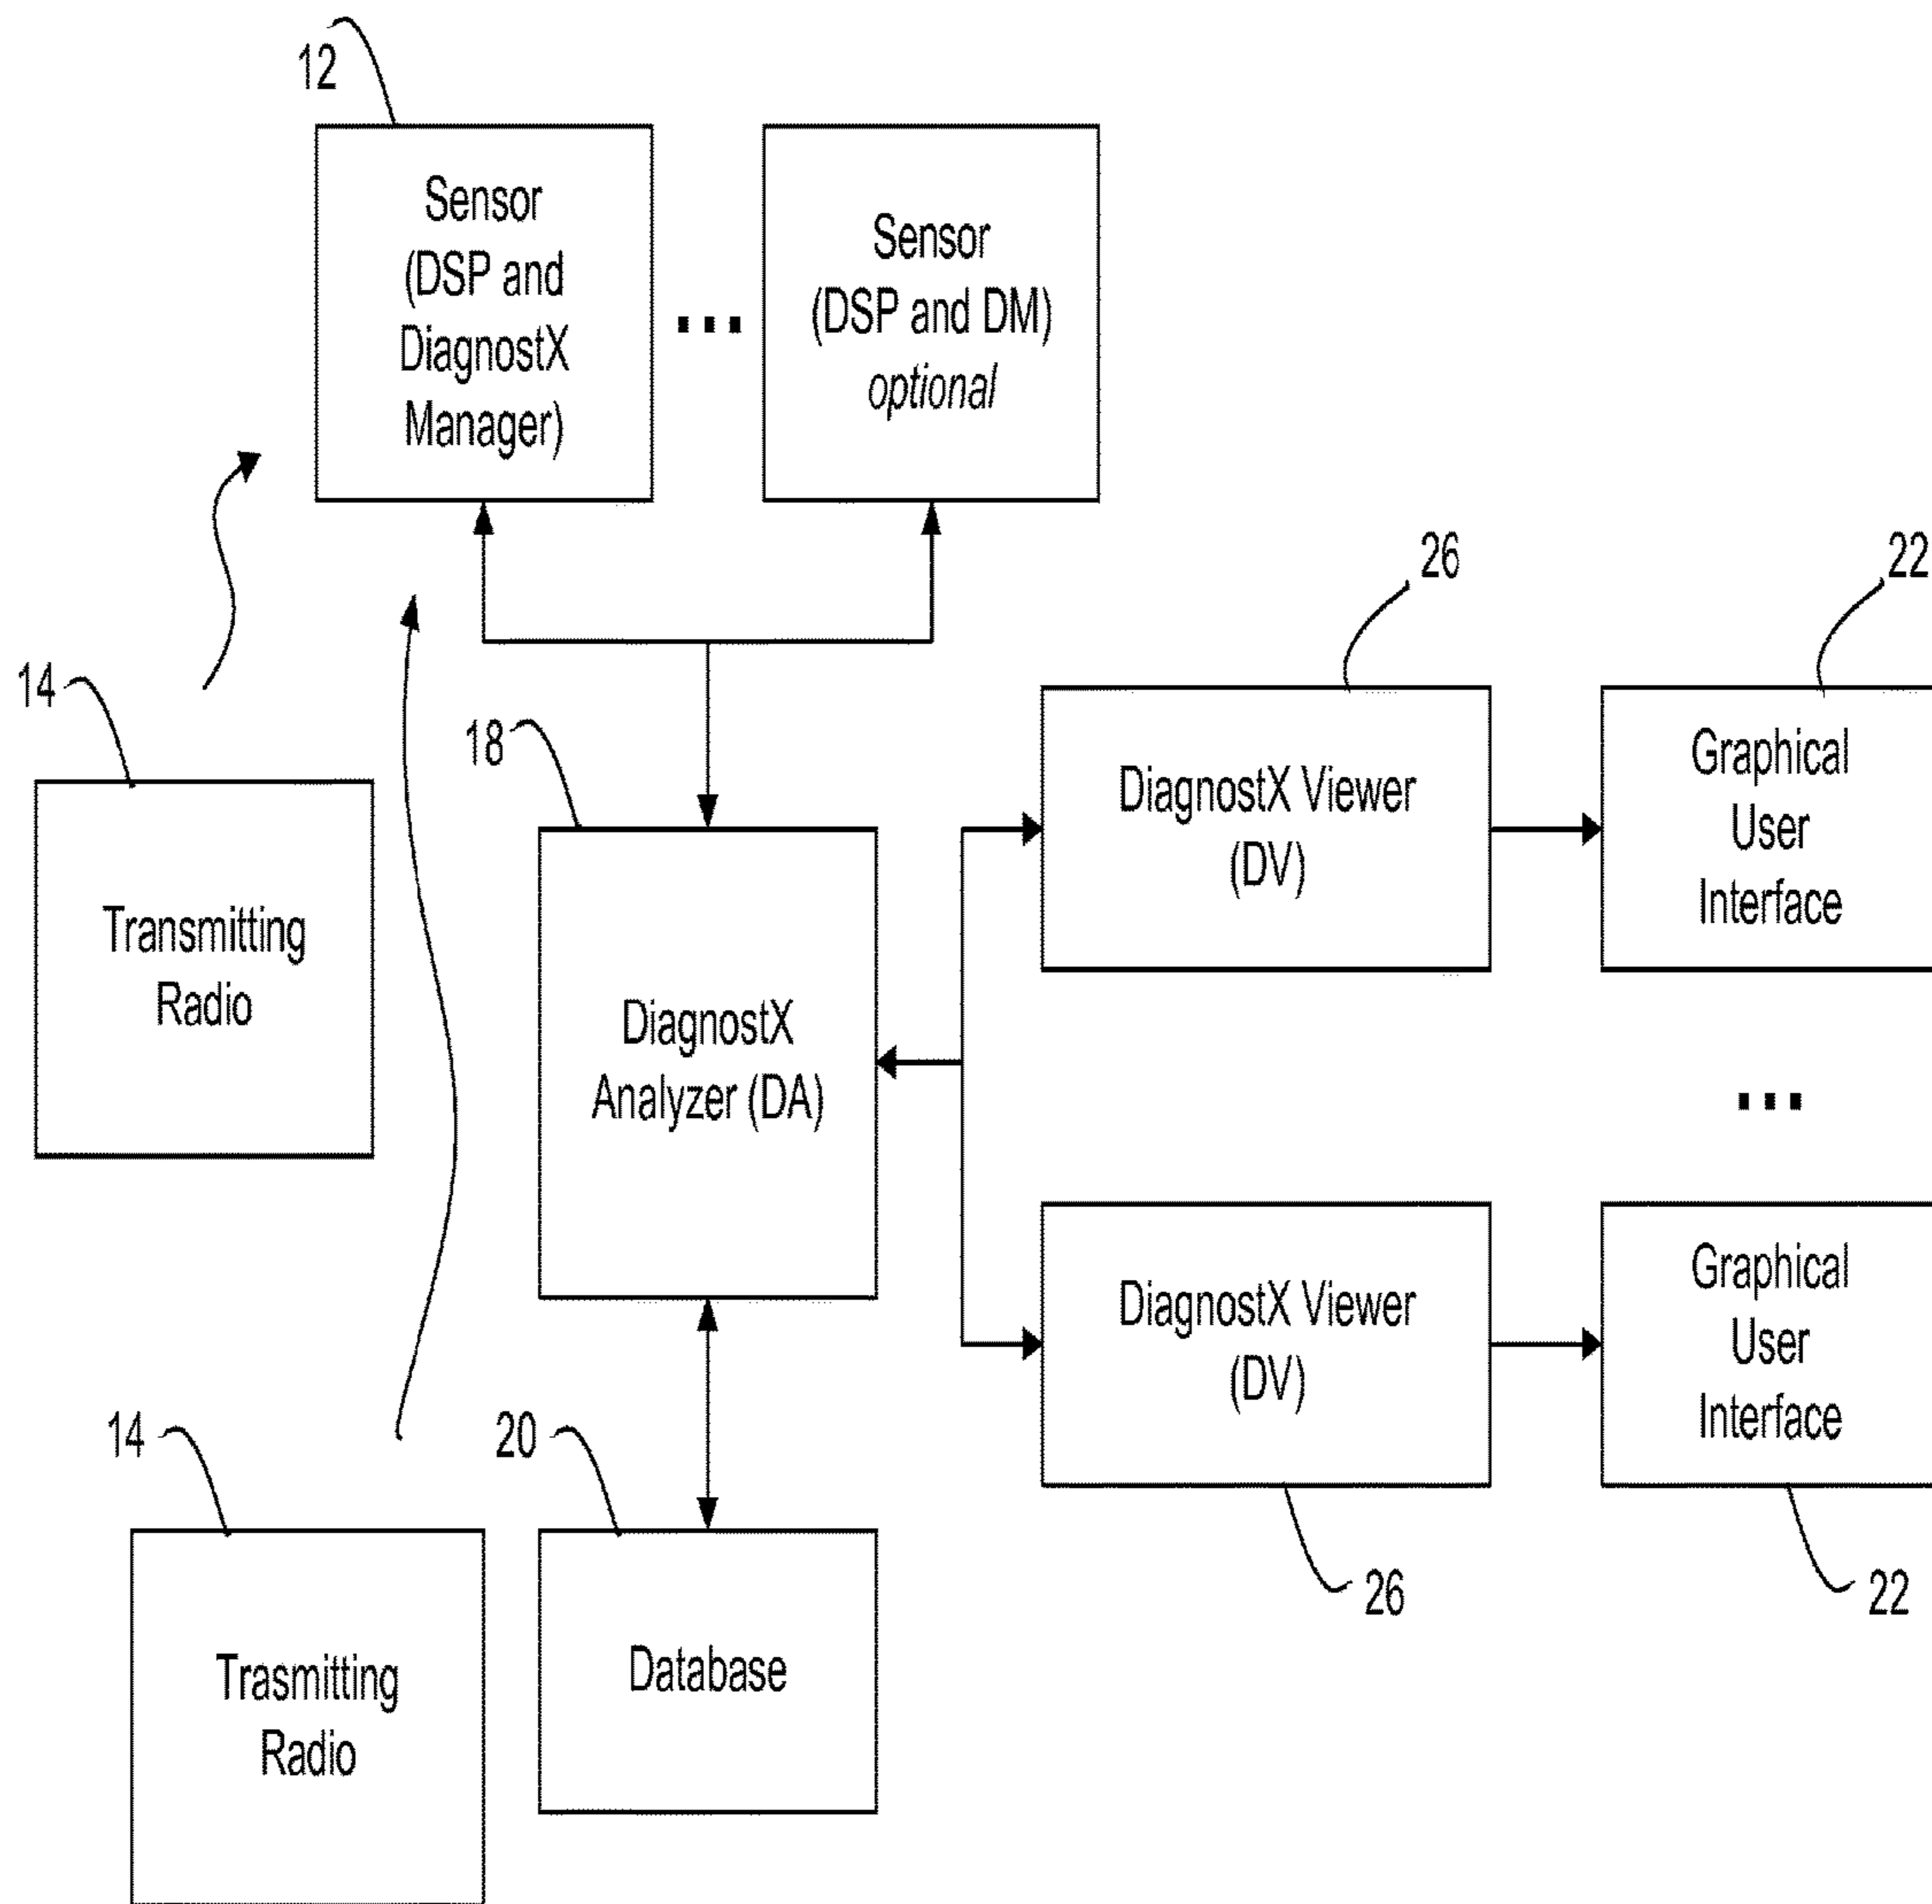 12
Sensor
(DSP and
DiagnostX
Manager)
...
Sensor
(DSP and DM)
optional
14
Transmitting
Radio
18
DiagnostX
Analyzer (DA)
26
DiagnostX Viewer
(DV)
22
Graphical
User
Interface
...
DiagnostX Viewer
(DV)
26
Graphical
User
Interface
22
14
Trasmitting
Radio
20
Database